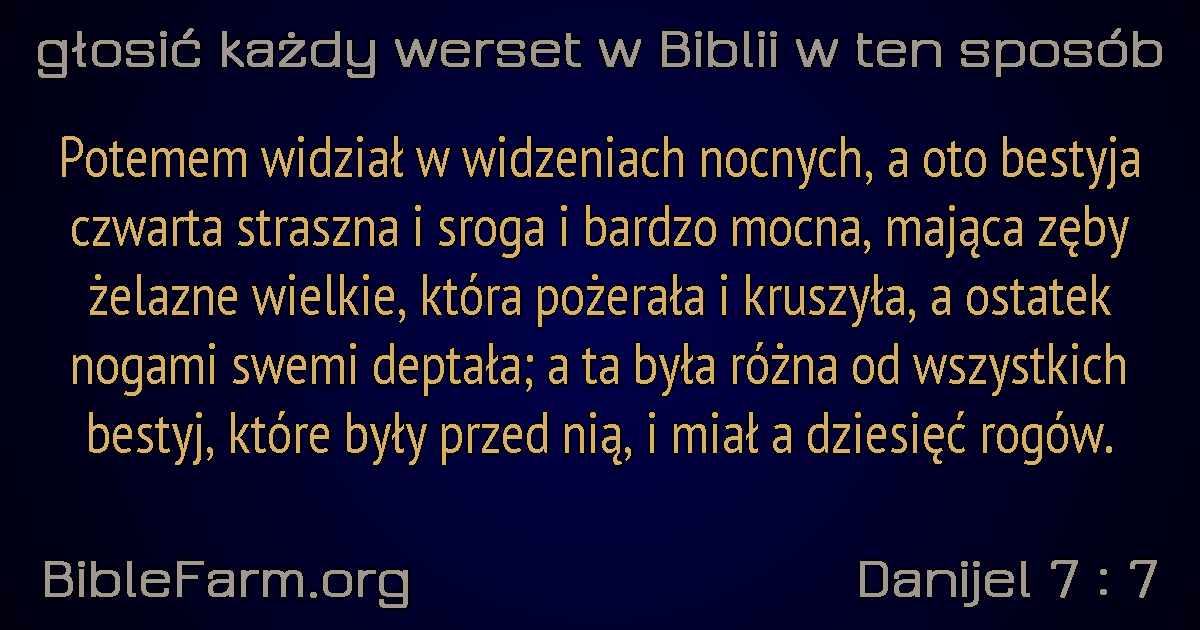 głosić każdy werset w Biblii w ten sposób
Potemem widział w widzeniach nocnych, a oto bestyja
czwarta straszna i sroga i bardzo mocna, mająca zęby
żelazne wielkie, która pożerała i kruszyła, a ostatek
nogami swemi deptała; a ta była różna od wszystkich
bestyj, które były przed nią, i miał a dziesięć rogów.
BibleFarm.org
Danijel 7 : 7